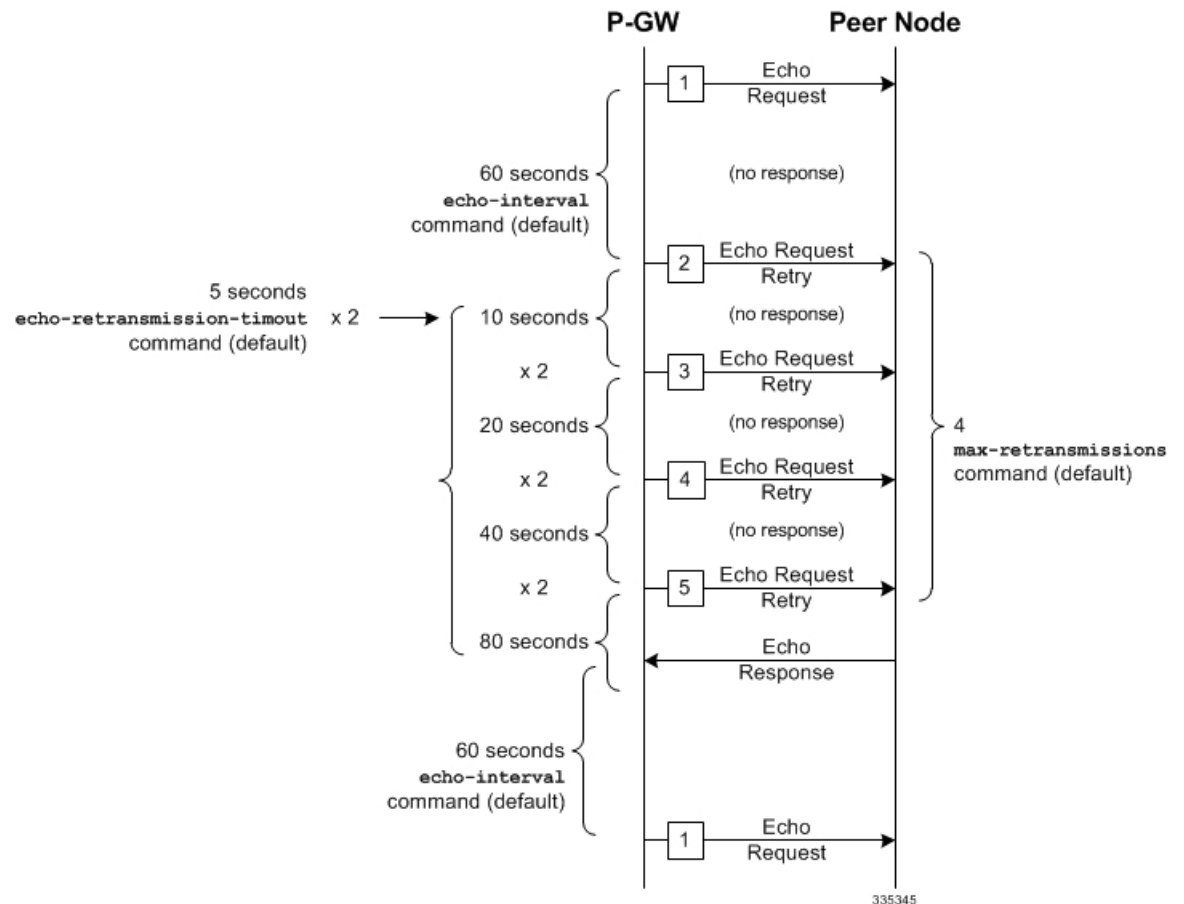 P-GW Peer Node
1 Echo
Request
60 seconds
echo-interval
command (default)
(no response)
2 Echo Request
Retry
5 seconds
echo-retransmission-timout
command (default)
x 2
10 seconds
(no response)
x 2
3 Echo Request
Retry
20 seconds
(no response)
4
max-retransmissions
command (default)
x 2
4 Echo Request
Retry
40 seconds
(no response)
x 2
5 Echo Request
Retry
80 seconds
Echo
Response
60 seconds
echo-interval
command (default)
1 Echo
Request
335345